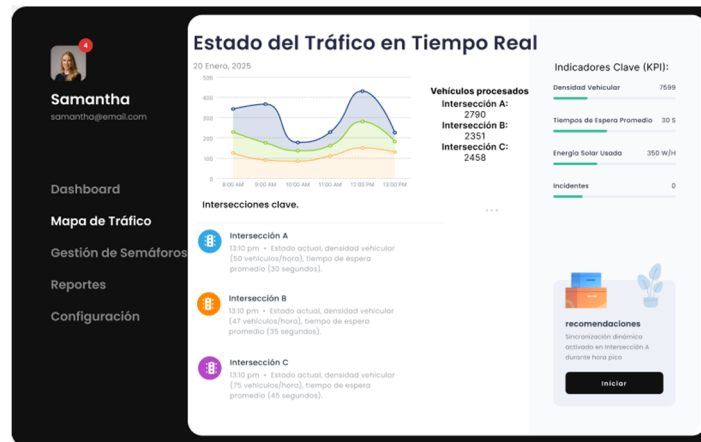 4
Samantha
samantha@email.com
Dashboard
Mapa de Tráfico
Gestión de Semáforos
Reportes
Configuración
Estado del Tráfico en Tiempo Real
20 Enero, 2025
500
400
300
200
100
0
8:00 AM 9:00 AM 10:00 AM 11:00 AM 12:00 PM 13:00 PM
Vehículos procesados
Intersección A:
2790
Intersección B:
2351
Intersección C:
2458
Intersecciones clave.
Intersección A
13:10 pm • Estado actual, densidad vehicular
(50 vehículos/hora), tiempo de espera
promedio (30 segundos).
Intersección B
13:10 pm • Estado actual, densidad vehicular
(47 vehículos/hora), tiempo de espera
promedio (35 segundos).
Intersección C
13:10 pm • Estado actual, densidad vehicular
(75 vehículos/hora), tiempo de espera
promedio (45 segundos).
Indicadores Clave (KPI):
Densidad Vehicular 7599
Tiempos de Espera Promedio 30 S
Energía Solar Usada 350 W/H
Incidentes 0
recomendaciones
Sincronización dinámica
activada en Intersección A
durante hora pico
Iniciar